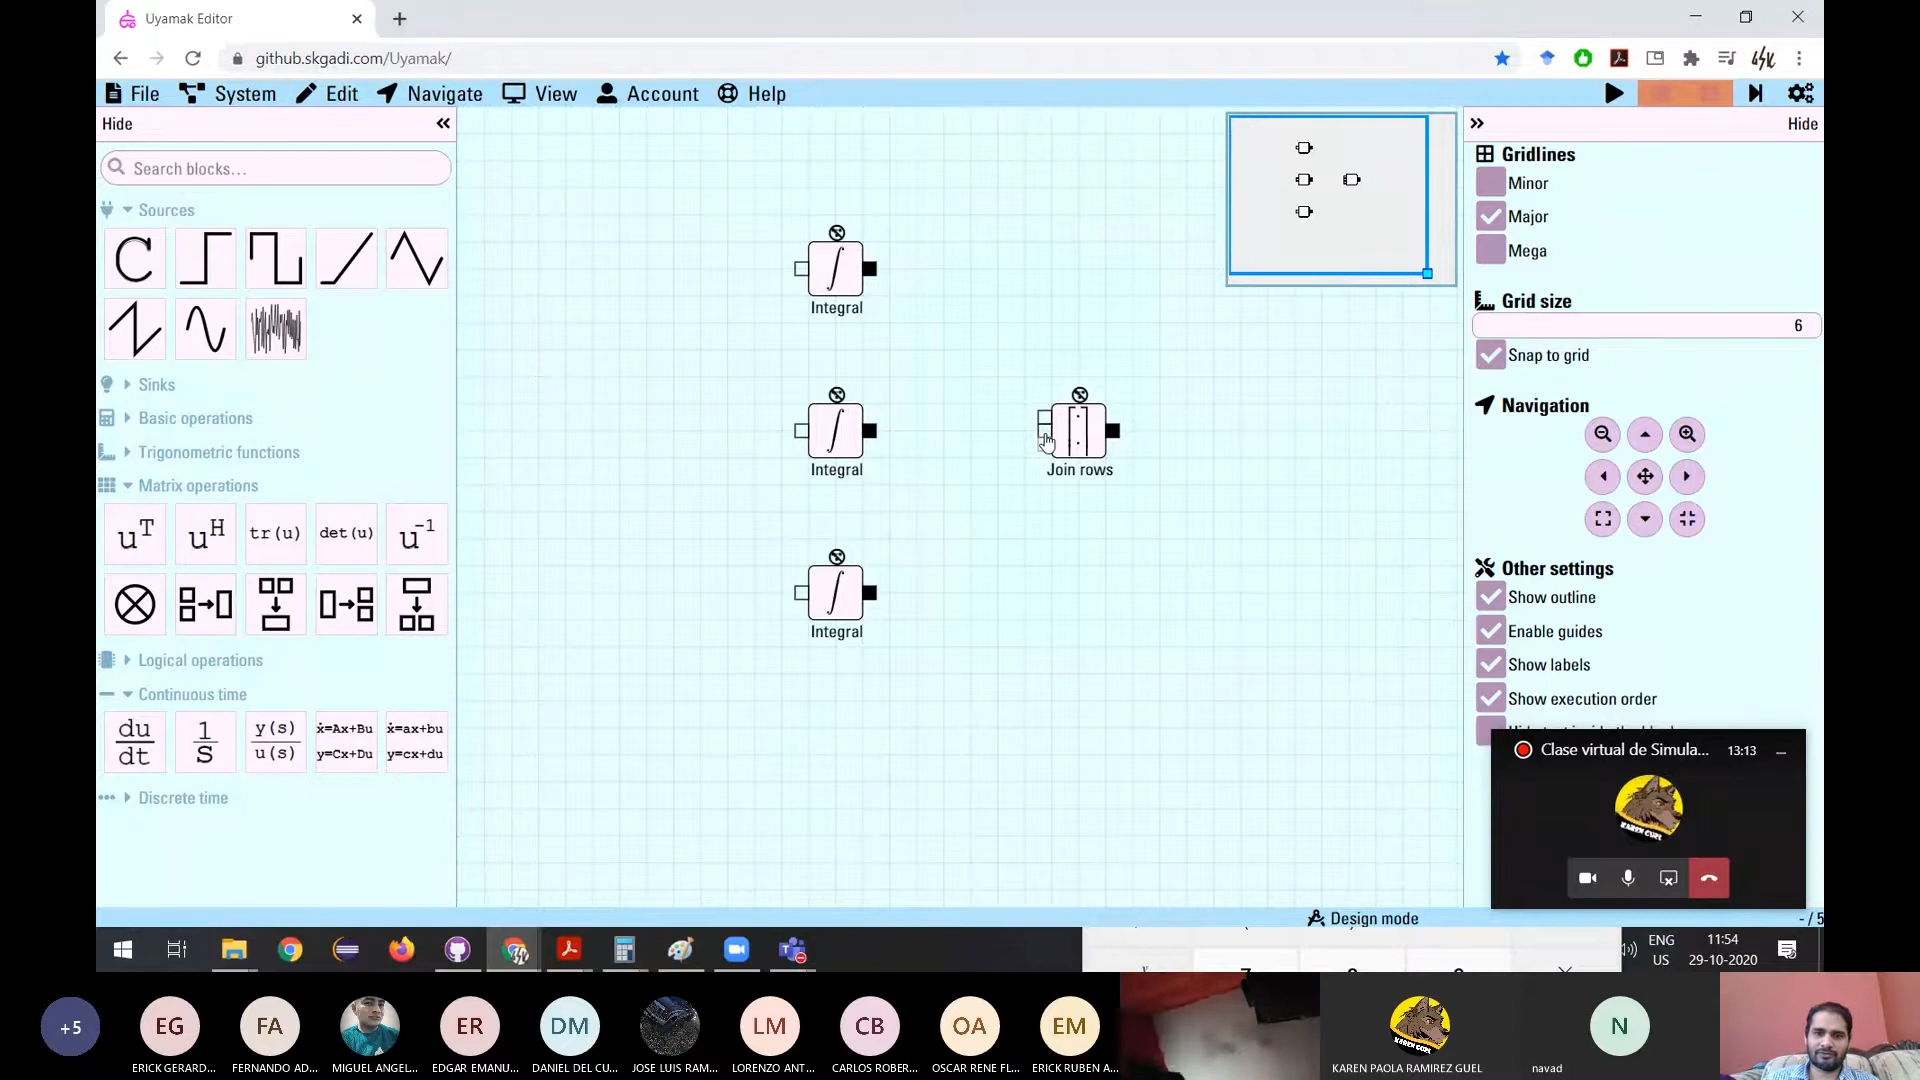 Uyamak Editor
github.skgadi.com/Uyamak/
File System Edit Navigate View Account Help
Hide
Search blocks…
Sources
C
Sinks
Basic operations
Trigonometric functions
Matrix operations
u^T u^H tr(u) det(u) u^-1
Logical operations
Continuous time
du/dt 1/S y(s)/u(s) ẋ=Ax+Bu y=Cx+Du ẋ=ax+bu y=cx+du
Discrete time
∫
Integral
∫
Integral
Join rows
∫
Integral
Hide
Gridlines
Minor
Major
Mega
Grid size
6
Snap to grid
Navigation
Other settings
Show outline
Enable guides
Show labels
Show execution order
Clase virtual de Simula... 13:13
KAREN GUEL
Design mode
- / 5
ENG
US
11:54
29-10-2020
+5
EG FA ER DM LM CB OA EM N
ERICK GERARD... FERNANDO AD... MIGUEL ANGEL... EDGAR EMANU... DANIEL DEL CU... JOSE LUIS RAM... LORENZO ANT... CARLOS ROBER... OSCAR RENE FL... ERICK RUBEN A... KAREN PAOLA RAMIREZ GUEL navad